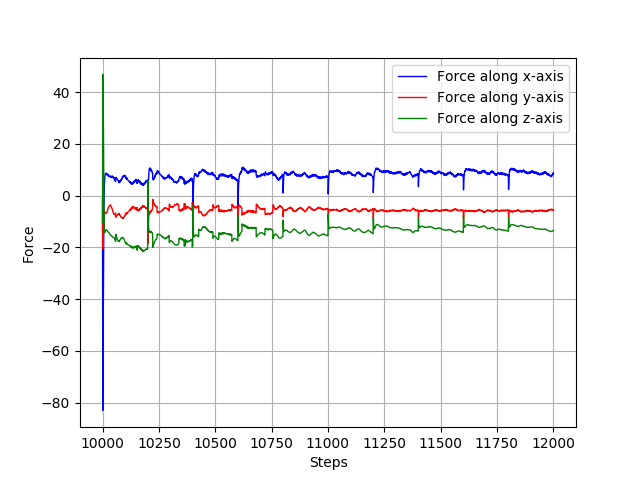 Force along x-axis
Force along y-axis
Force along z-axis
40
20
0
−20
−40
−60
−80
Force
10000 10250 10500 10750 11000 11250 11500 11750 12000
Steps